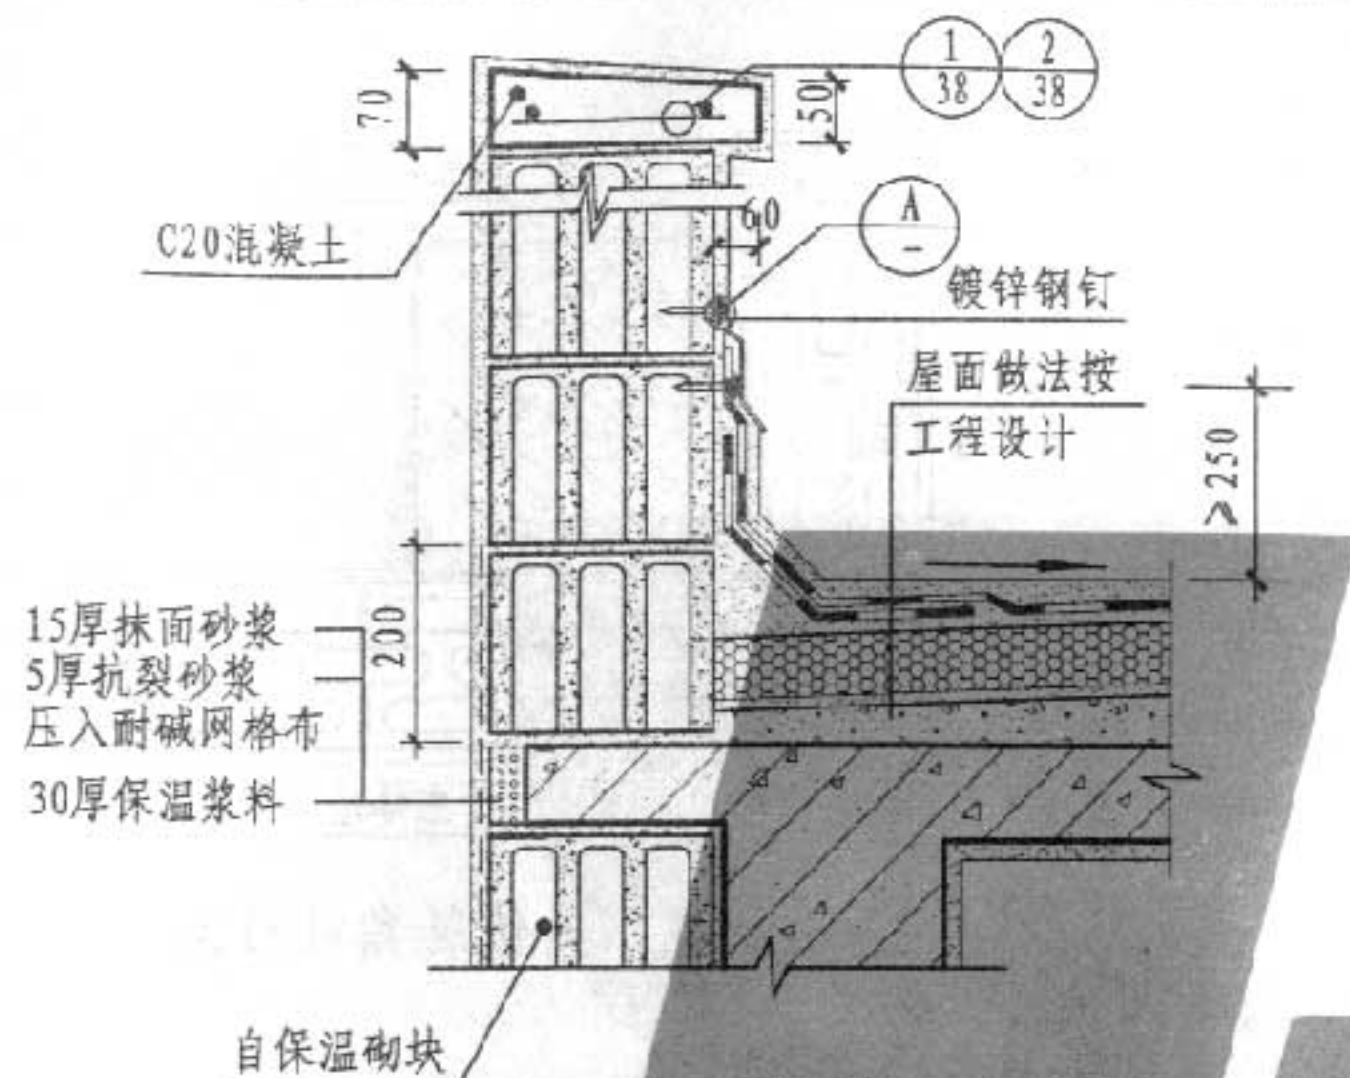 1 2
38 38
70
50
C20混凝土
60
A
-
镀锌钢钉
屋面做法按
工程设计
≥250
200
15厚抹面砂浆
5厚抗裂砂浆
压入耐碱网格布
30厚保温浆料
自保温砌块